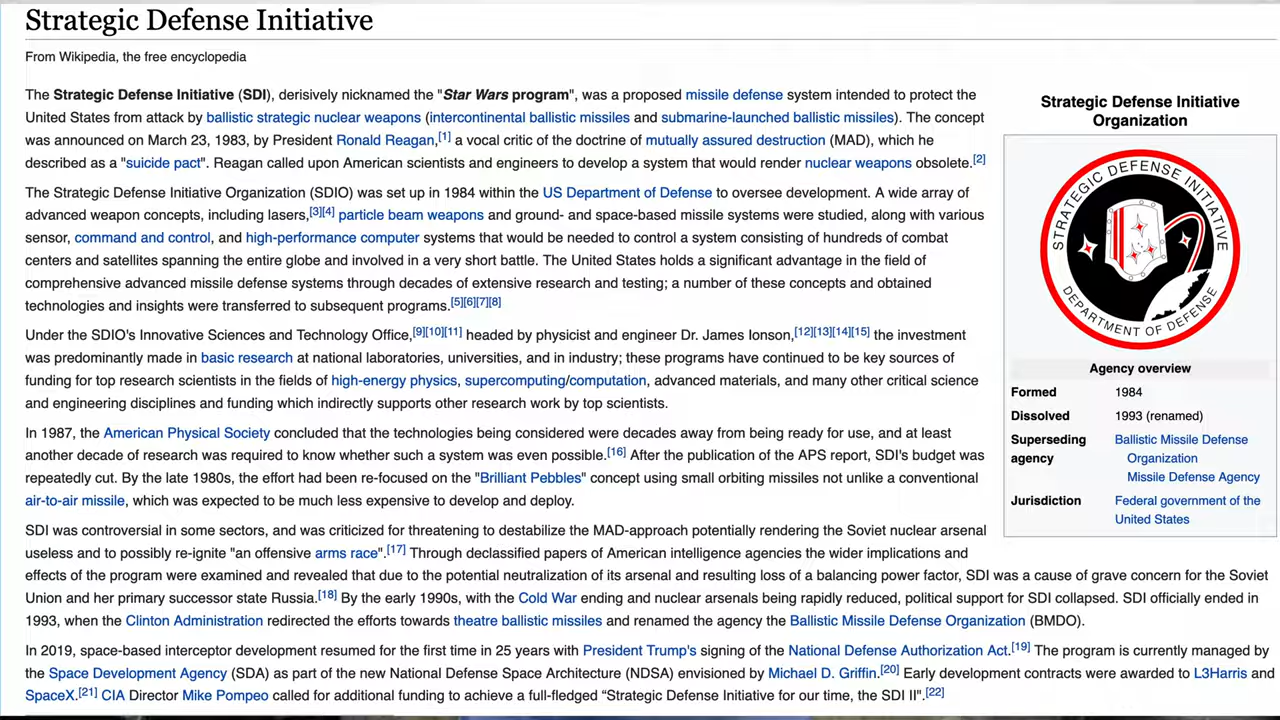 Strategic Defense Initiative
From Wikipedia, the free encyclopedia
The Strategic Defense Initiative (SDI), derisively nicknamed the "Star Wars program", was a proposed missile defense system intended to protect the
United States from attack by ballistic strategic nuclear weapons (intercontinental ballistic missiles and submarine-launched ballistic missiles). The concept
was announced on March 23, 1983, by President Ronald Reagan,[1] a vocal critic of the doctrine of mutually assured destruction (MAD), which he
described as a "suicide pact". Reagan called upon American scientists and engineers to develop a system that would render nuclear weapons obsolete.[2]
The Strategic Defense Initiative Organization (SDIO) was set up in 1984 within the US Department of Defense to oversee development. A wide array of
advanced weapon concepts, including lasers,[3][4] particle beam weapons and ground- and space-based missile systems were studied, along with various
sensor, command and control, and high-performance computer systems that would be needed to control a system consisting of hundreds of combat
centers and satellites spanning the entire globe and involved in a very short battle. The United States holds a significant advantage in the field of
comprehensive advanced missile defense systems through decades of extensive research and testing; a number of these concepts and obtained
technologies and insights were transferred to subsequent programs.[5][6][7][8]
Under the SDIO's Innovative Sciences and Technology Office,[9][10][11] headed by physicist and engineer Dr. James Ionson,[12][13][14][15] the investment
was predominantly made in basic research at national laboratories, universities, and in industry; these programs have continued to be key sources of
funding for top research scientists in the fields of high-energy physics, supercomputing/computation, advanced materials, and many other critical science
and engineering disciplines and funding which indirectly supports other research work by top scientists.
In 1987, the American Physical Society concluded that the technologies being considered were decades away from being ready for use, and at least
another decade of research was required to know whether such a system was even possible.[16] After the publication of the APS report, SDI's budget was
repeatedly cut. By the late 1980s, the effort had been re-focused on the "Brilliant Pebbles" concept using small orbiting missiles not unlike a conventional
air-to-air missile, which was expected to be much less expensive to develop and deploy.
SDI was controversial in some sectors, and was criticized for threatening to destabilize the MAD-approach potentially rendering the Soviet nuclear arsenal
useless and to possibly re-ignite "an offensive arms race".[17] Through declassified papers of American intelligence agencies the wider implications and
effects of the program were examined and revealed that due to the potential neutralization of its arsenal and resulting loss of a balancing power factor, SDI was a cause of grave concern for the Soviet
Union and her primary successor state Russia.[18] By the early 1990s, with the Cold War ending and nuclear arsenals being rapidly reduced, political support for SDI collapsed. SDI officially ended in
1993, when the Clinton Administration redirected the efforts towards theatre ballistic missiles and renamed the agency the Ballistic Missile Defense Organization (BMDO).
In 2019, space-based interceptor development resumed for the first time in 25 years with President Trump's signing of the National Defense Authorization Act.[19] The program is currently managed by
the Space Development Agency (SDA) as part of the new National Defense Space Architecture (NDSA) envisioned by Michael D. Griffin.[20] Early development contracts were awarded to L3Harris and
SpaceX.[21] CIA Director Mike Pompeo called for additional funding to achieve a full-fledged “Strategic Defense Initiative for our time, the SDI II".[22]
Strategic Defense Initiative
Organization
STRATEGIC DEFENSE INITIATIVE
DEPARTMENT OF DEFENSE
Agency overview
Formed 1984
Dissolved 1993 (renamed)
Superseding Ballistic Missile Defense
agency Organization
Missile Defense Agency
Jurisdiction Federal government of the
United States